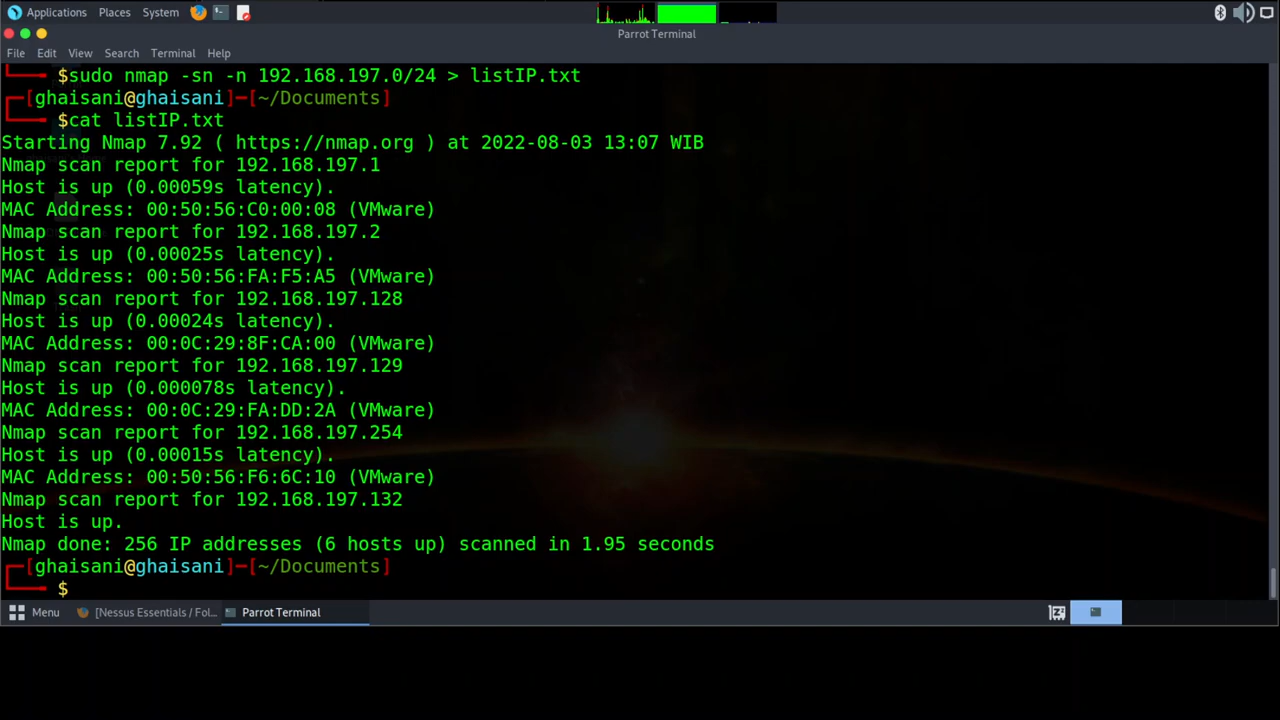 Applications Places System
Parrot Terminal
File Edit View Search Terminal Help
└──╼ $sudo nmap -sn -n 192.168.197.0/24 > listIP.txt
┌─[ghaisani@ghaisani]─[~/Documents]
└──╼ $cat listIP.txt
Starting Nmap 7.92 ( https://nmap.org ) at 2022-08-03 13:07 WIB
Nmap scan report for 192.168.197.1
Host is up (0.00059s latency).
MAC Address: 00:50:56:C0:00:08 (VMware)
Nmap scan report for 192.168.197.2
Host is up (0.00025s latency).
MAC Address: 00:50:56:FA:F5:A5 (VMware)
Nmap scan report for 192.168.197.128
Host is up (0.00024s latency).
MAC Address: 00:0C:29:8F:CA:00 (VMware)
Nmap scan report for 192.168.197.129
Host is up (0.000078s latency).
MAC Address: 00:0C:29:FA:DD:2A (VMware)
Nmap scan report for 192.168.197.254
Host is up (0.00015s latency).
MAC Address: 00:50:56:F6:6C:10 (VMware)
Nmap scan report for 192.168.197.132
Host is up.
Nmap done: 256 IP addresses (6 hosts up) scanned in 1.95 seconds
┌─[ghaisani@ghaisani]─[~/Documents]
└──╼ $
Menu [Nessus Essentials / Fol... Parrot Terminal